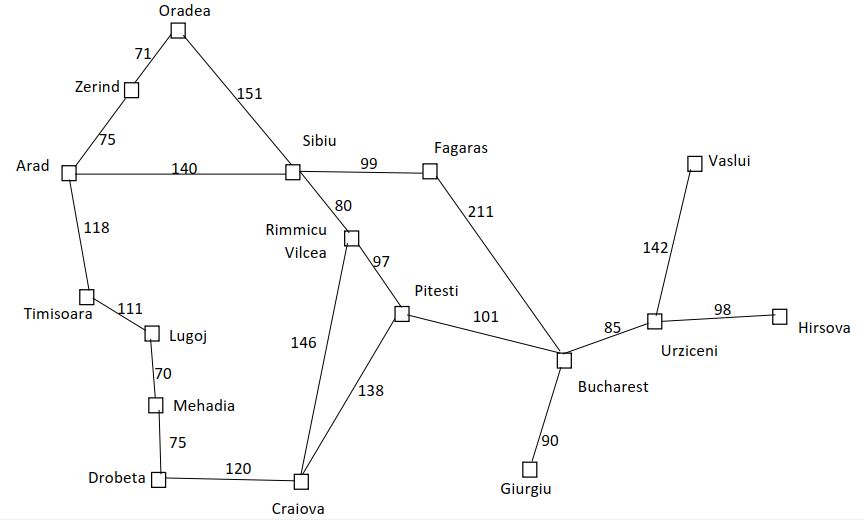 Oradea
71
Zerind
151
75
Sibiu
Fagaras
Arad
140
99
Vaslui
80
211
118
Rimmicu
Vilcea
142
97
Pitesti
Timisoara
111
101
98
Hirsova
Lugoj
146
85
Urziceni
70
138
Bucharest
Mehadia
75
90
120
Drobeta
Giurgiu
Craiova